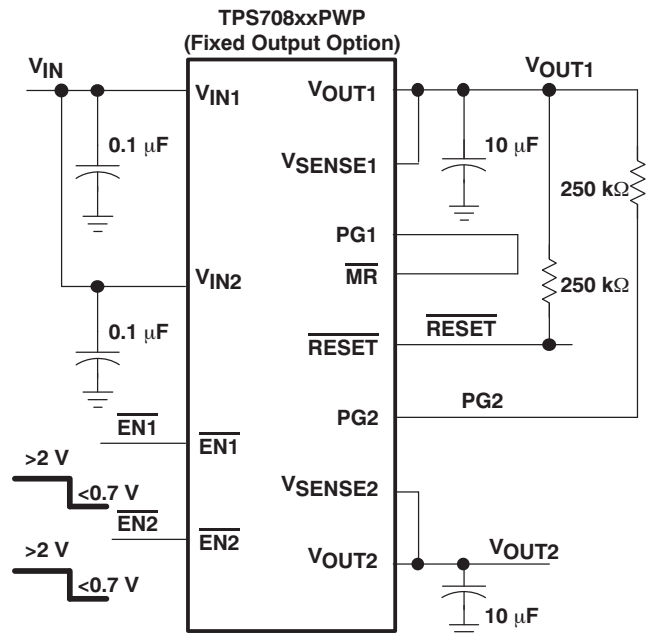 TPS708xxPWP
(Fixed Output Option)
VIN
VIN1
VOUT1
VOUT1
0.1 μF
10 μF
VSENSE1
250 kΩ
PG1
MR
VIN2
250 kΩ
0.1 μF
RESET
RESET
PG2
PG2
EN1
EN1
>2 V
<0.7 V
VSENSE2
EN2
EN2
>2 V
<0.7 V
VOUT2
VOUT2
10 μF